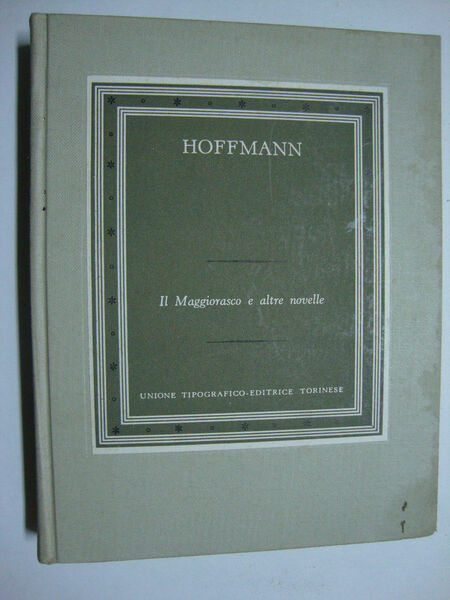 HOFFMANN
Il Maggiorasco e altre novelle
UNIONE TIPOGRAFICO-EDITRICE TORINESE